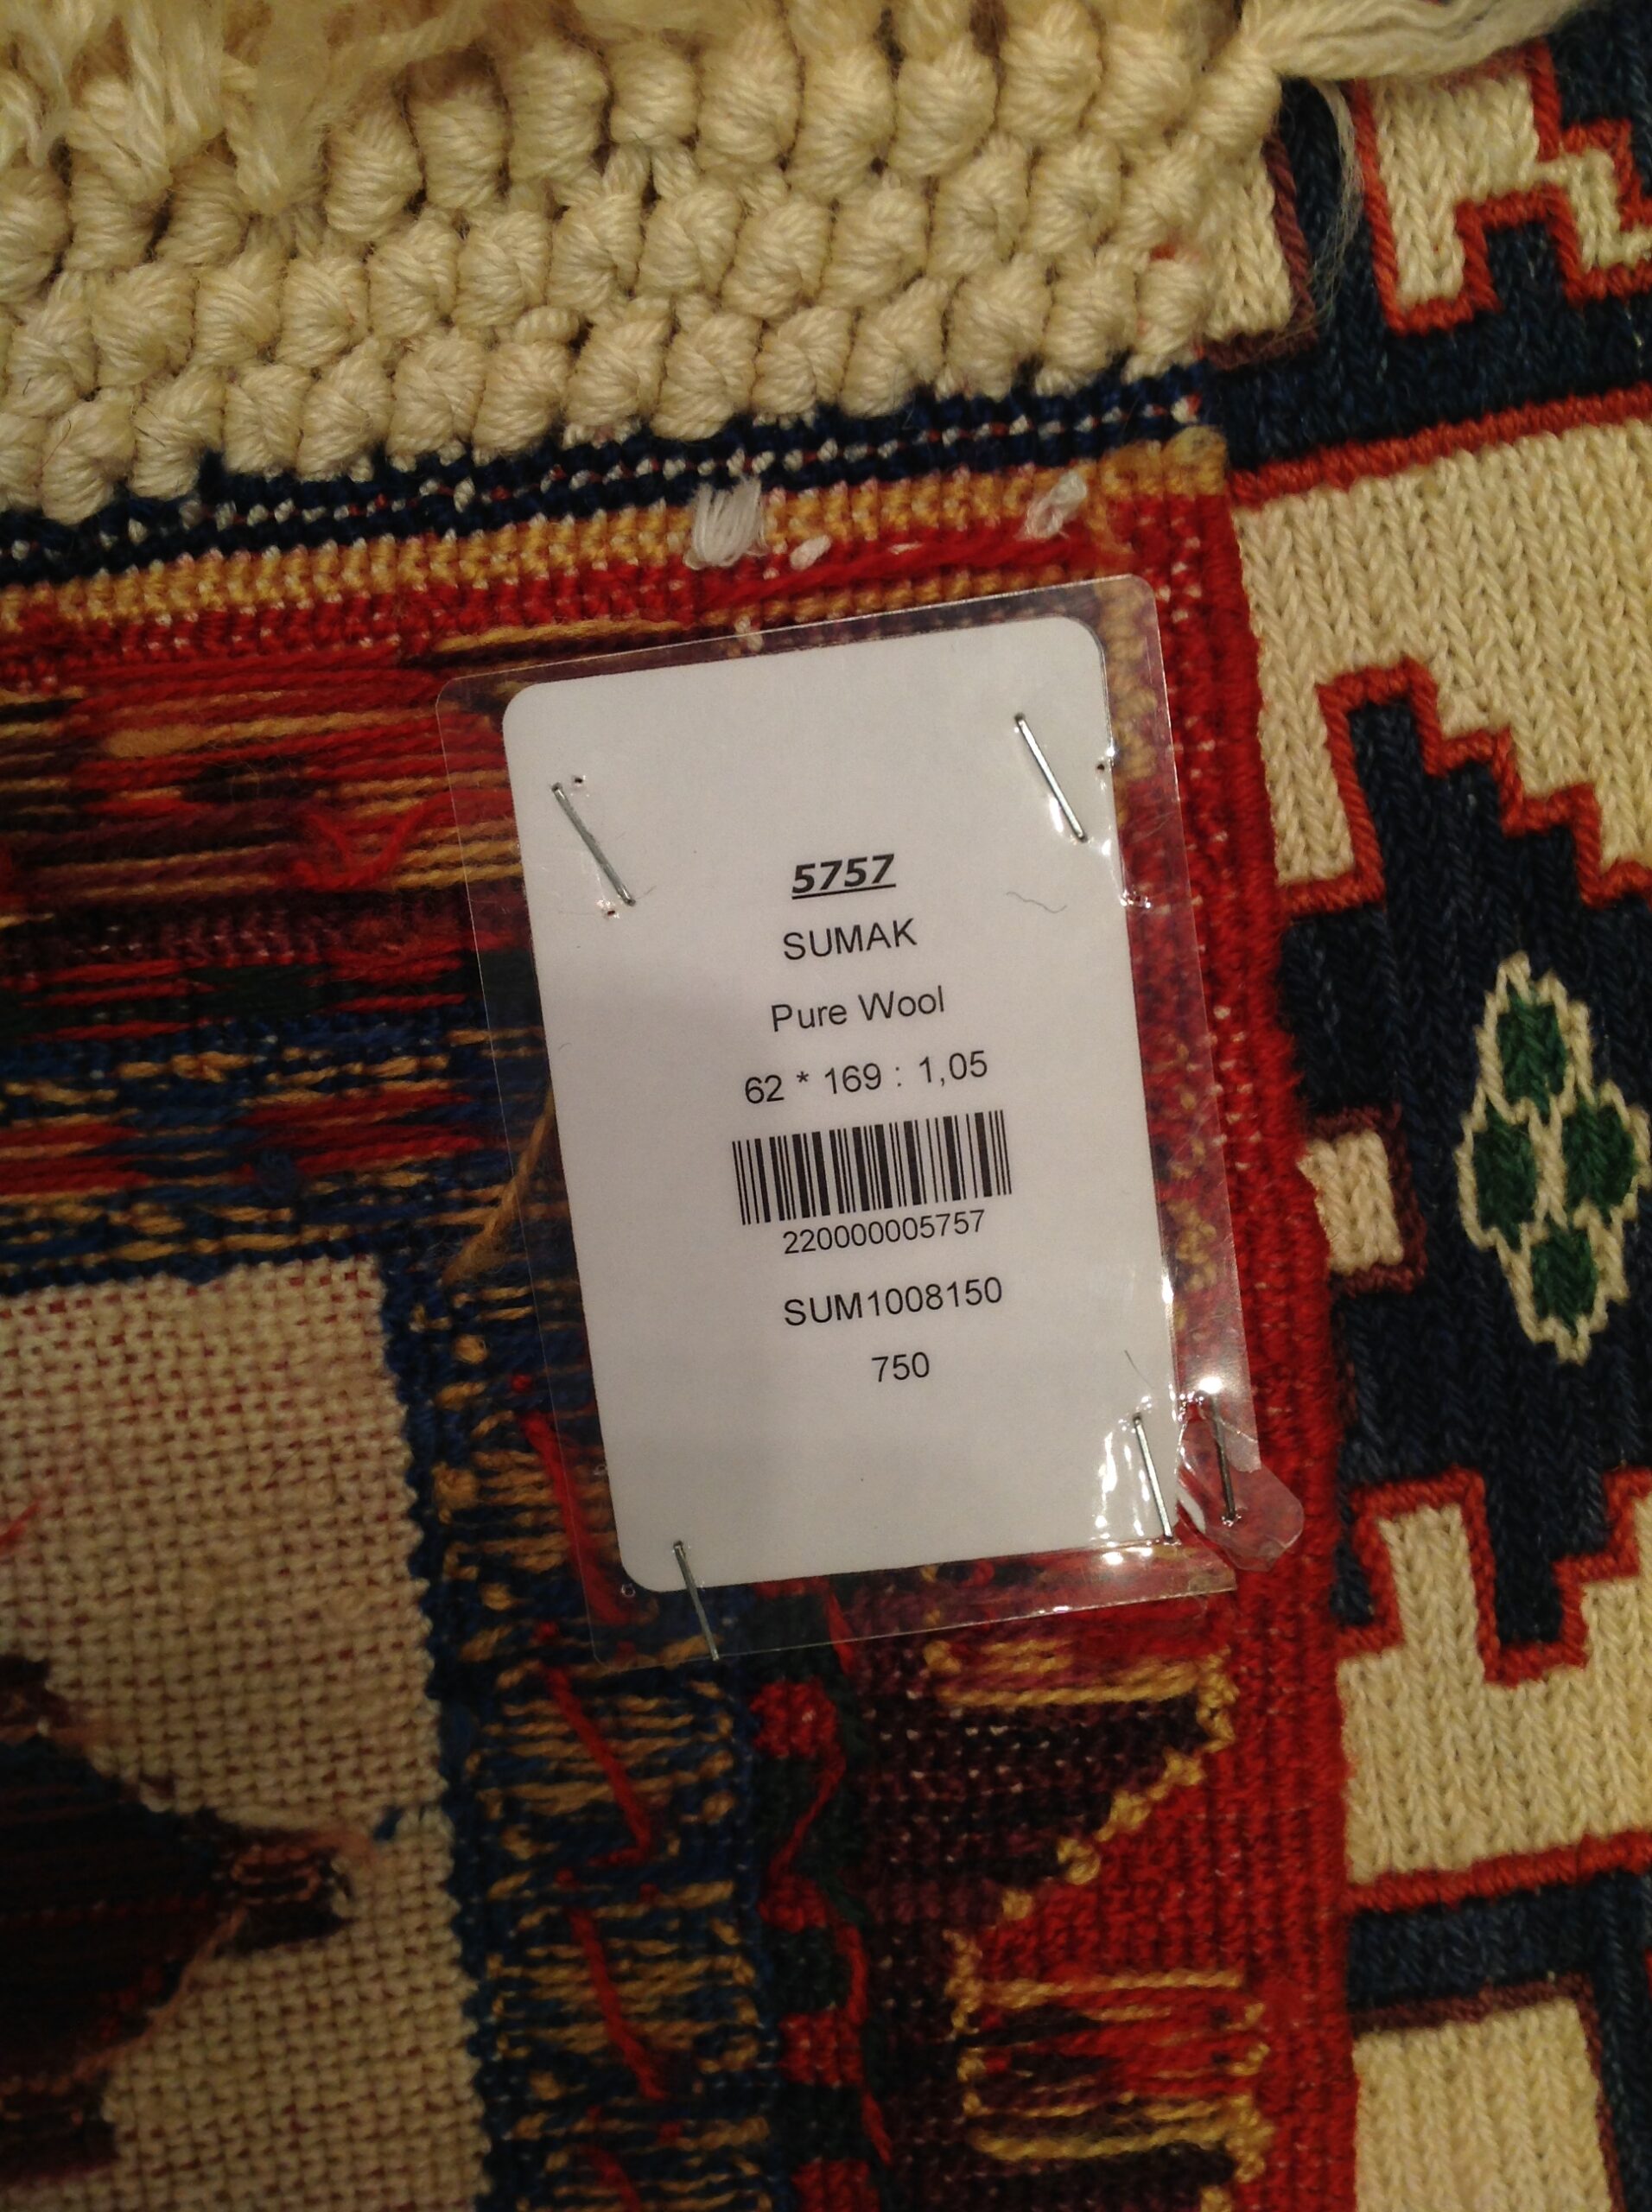 5757
SUMAK
Pure Wool
62 * 169 : 1,05
220000005757
SUM1008150
750